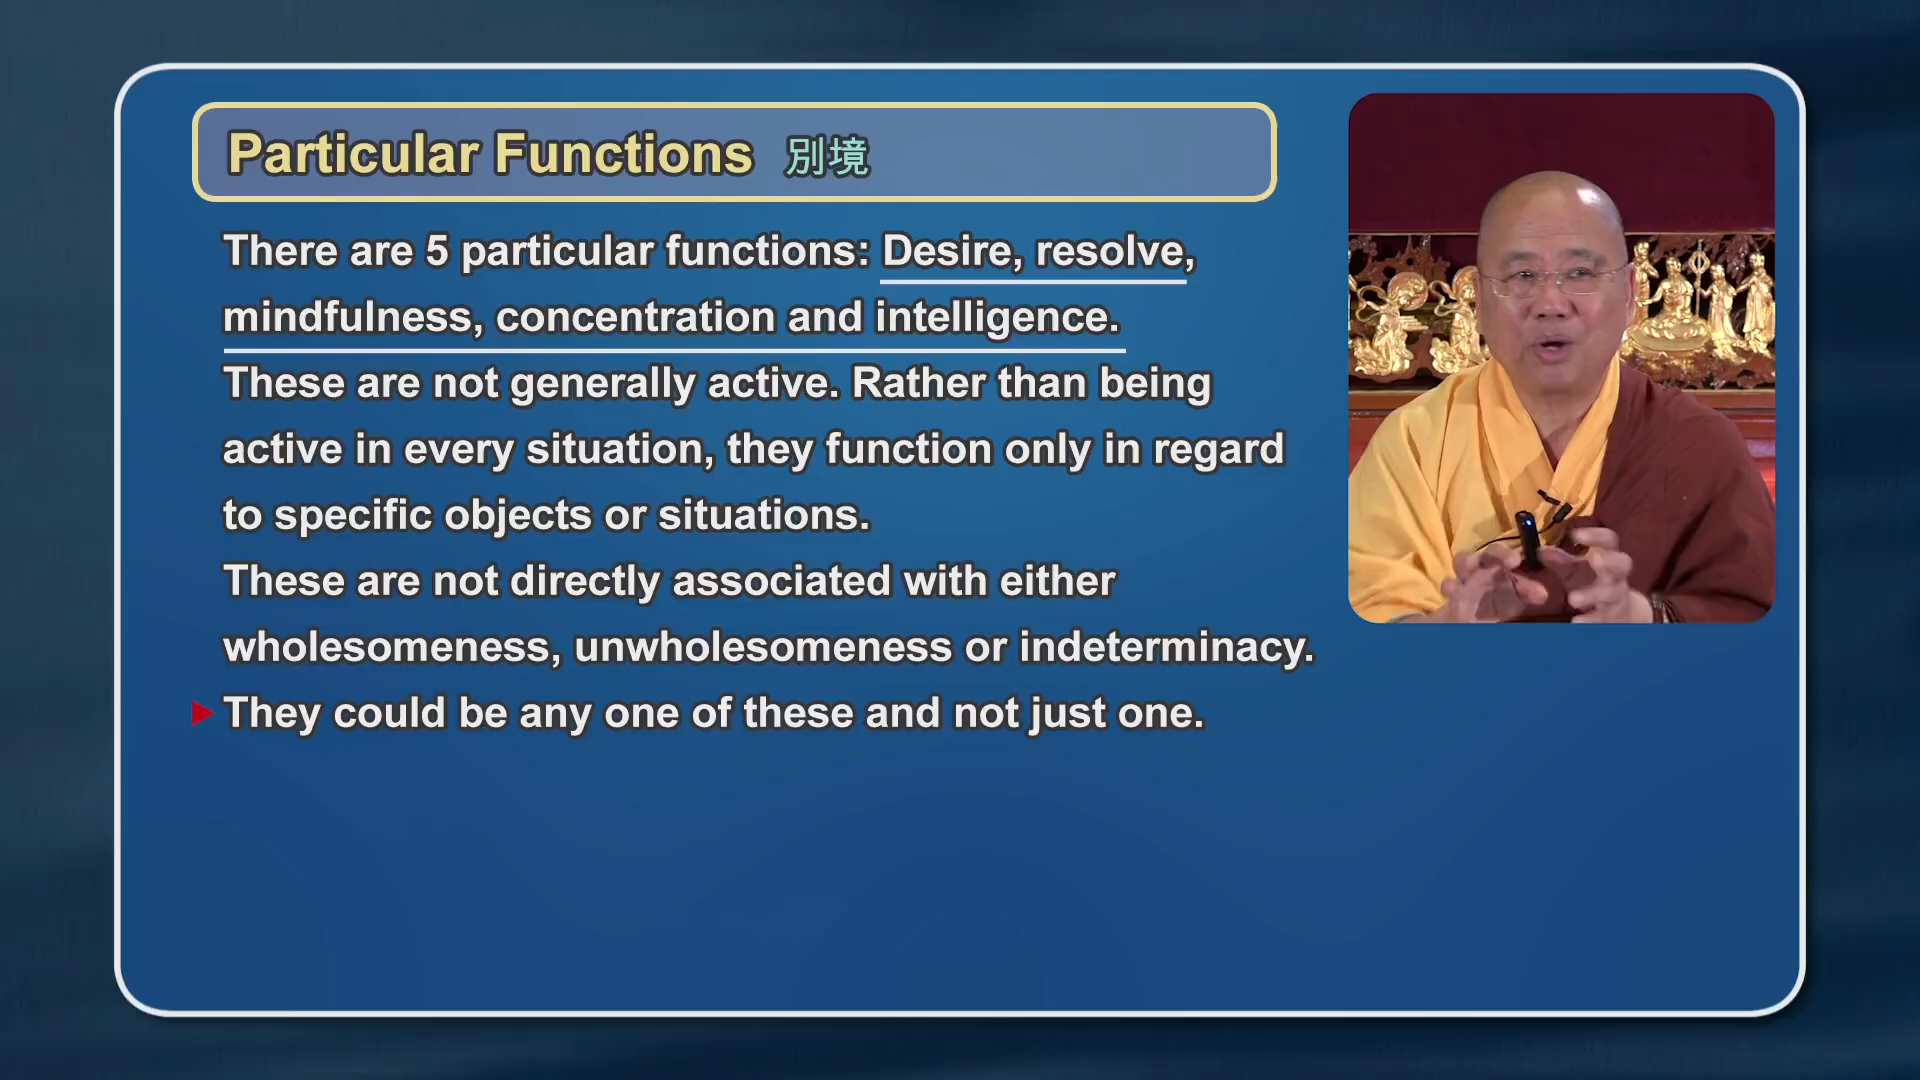 Particular Functions 別境
There are 5 particular functions: Desire, resolve,
mindfulness, concentration and intelligence.
These are not generally active. Rather than being
active in every situation, they function only in regard
to specific objects or situations.
These are not directly associated with either
wholesomeness, unwholesomeness or indeterminacy.
They could be any one of these and not just one.